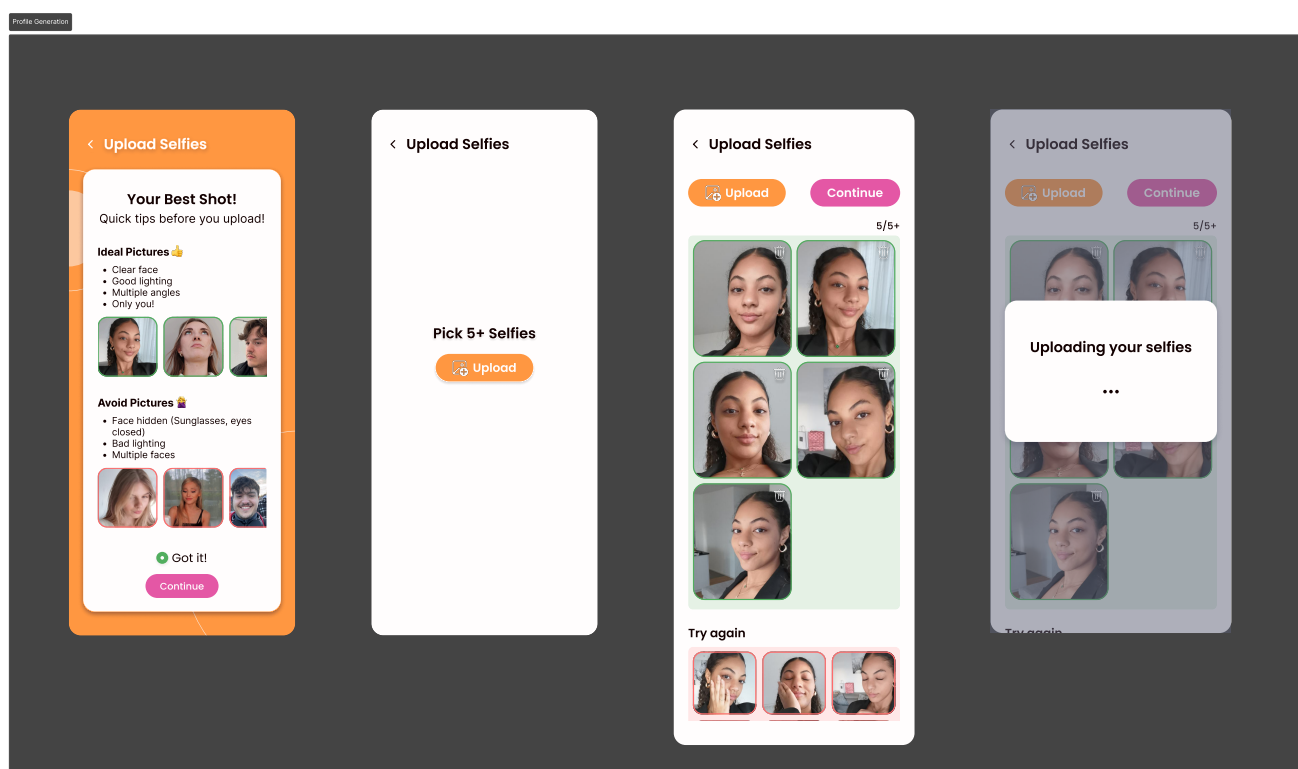 Profile Generation
Upload Selfies
Your Best Shot!
Quick tips before you upload!
Ideal Pictures👍
• Clear face
• Good lighting
• Multiple angles
• Only you!
Avoid Pictures 🙅‍♀️
• Face hidden (Sunglasses, eyes
closed)
• Bad lighting
• Multiple faces
Got it!
Continue
Upload Selfies
Pick 5+ Selfies
Upload
Upload Selfies
Upload
Continue
5/5+
Try again
Upload Selfies
Upload
Continue
5/5+
Uploading your selfies
...
Try again